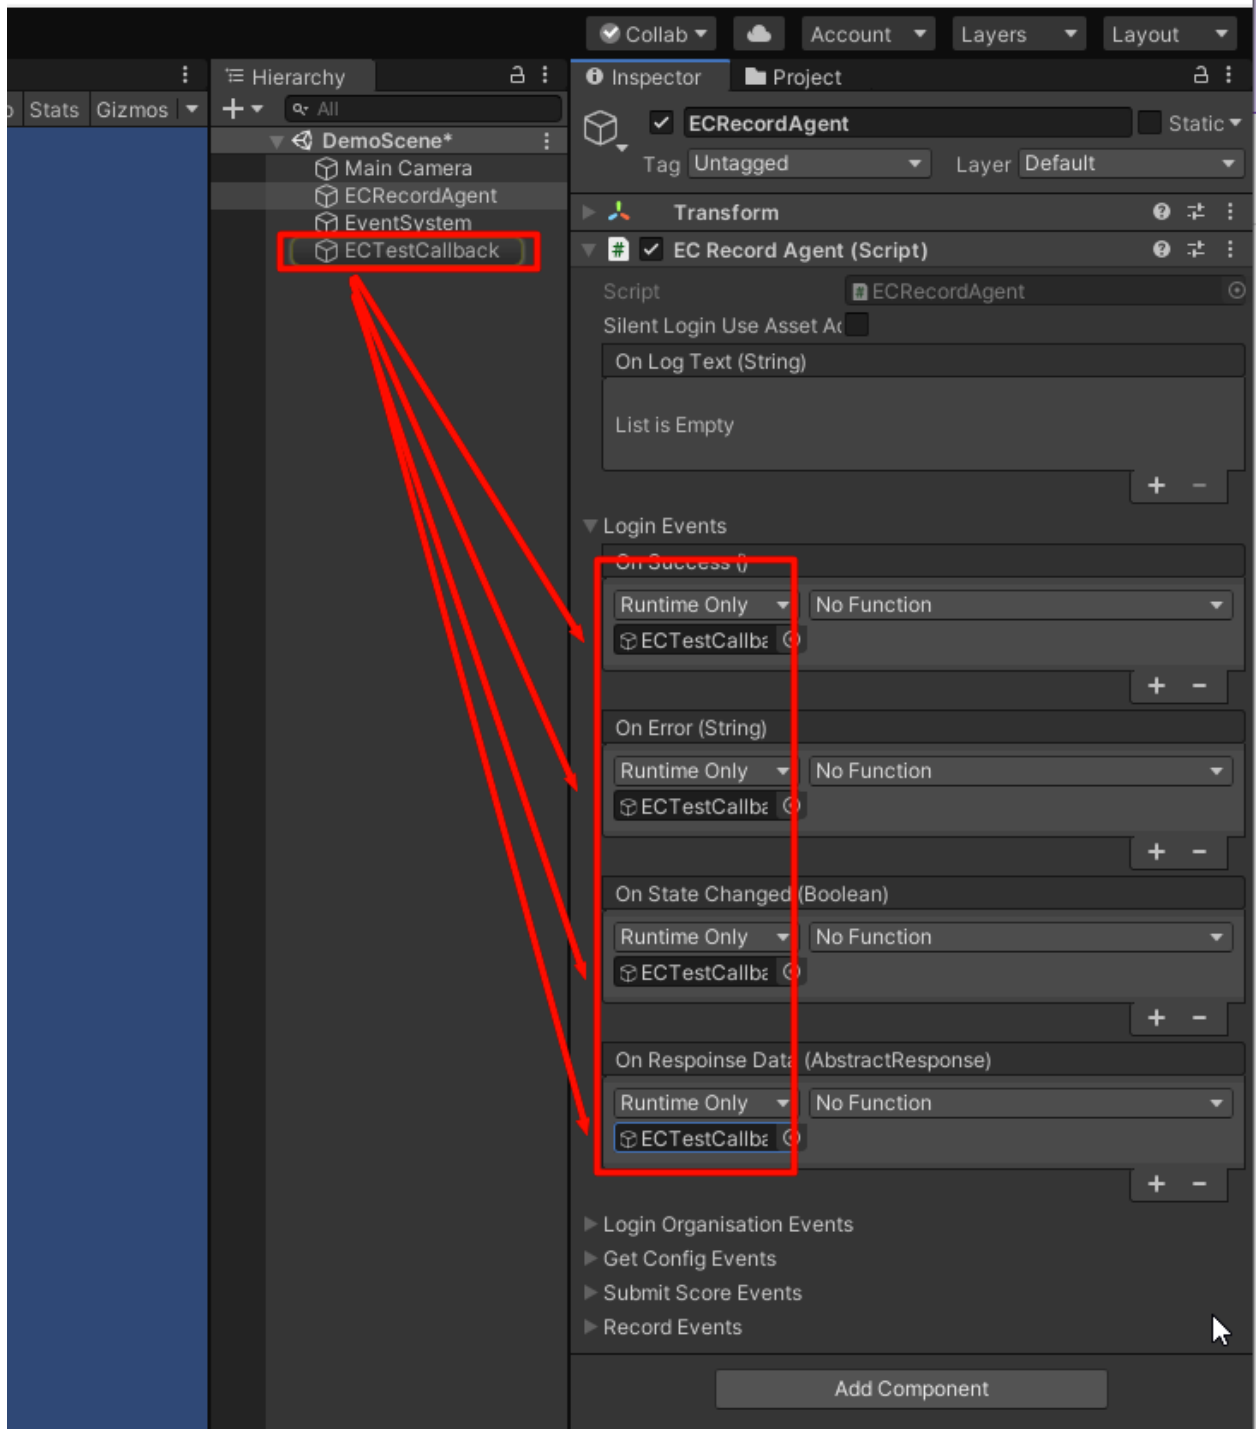 Collab Account Layers Layout
Hierarchy
Inspector Project
Stats Gizmos
All
ECRecordAgent Static
DemoScene*
Main Camera
Tag Untagged Layer Default
ECRecordAgent
EventSystem
Transform
ECTestCallback
# EC Record Agent (Script)
Script # ECRecordAgent
Silent Login Use Asset Ac
On Log Text (String)
List is Empty
Login Events
On Success ()
Runtime Only No Function
ECTestCallba
On Error (String)
Runtime Only No Function
ECTestCallba
On State Changed (Boolean)
Runtime Only No Function
ECTestCallba
On Respoinse Data (AbstractResponse)
Runtime Only No Function
ECTestCallba
Login Organisation Events
Get Config Events
Submit Score Events
Record Events
Add Component